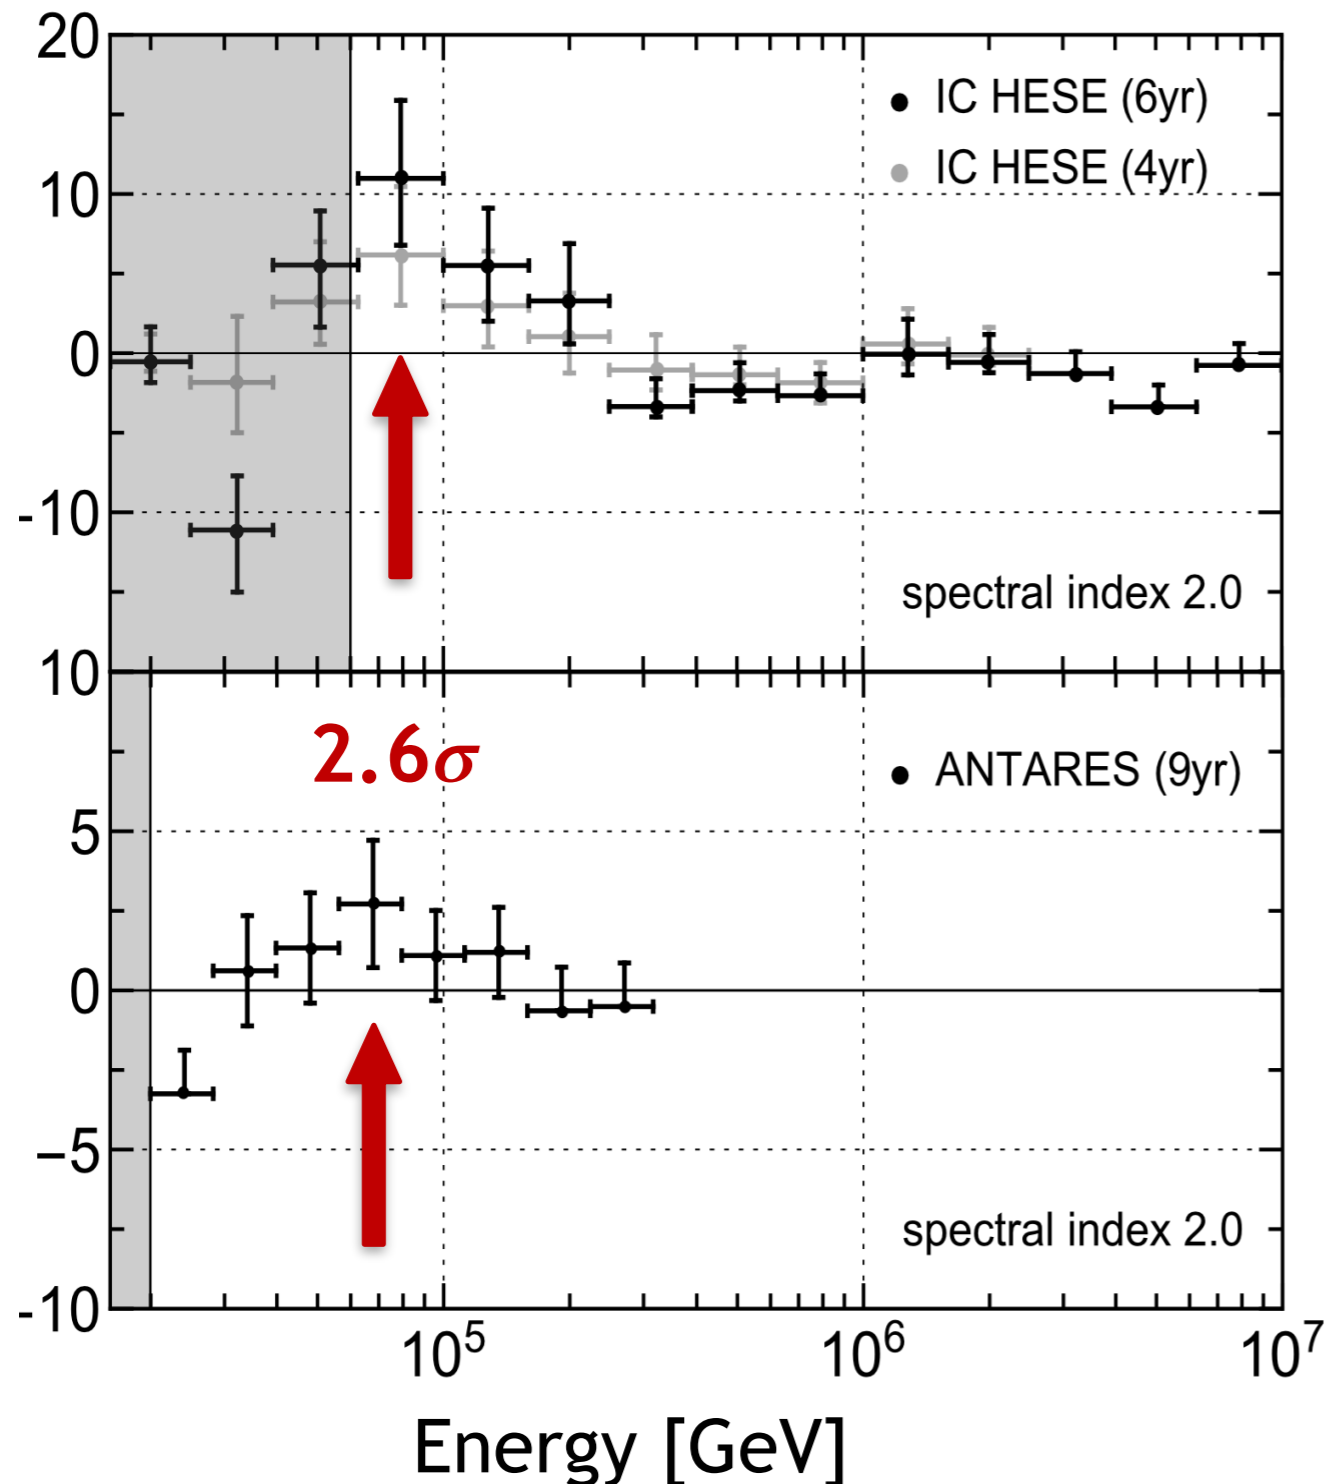 20
10
0
-10
IC HESE (6yr)
IC HESE (4yr)
spectral index 2.0
10
5
0
−5
-10
2.6σ
ANTARES (9yr)
spectral index 2.0
10^5
10^6
10^7
Energy [GeV]